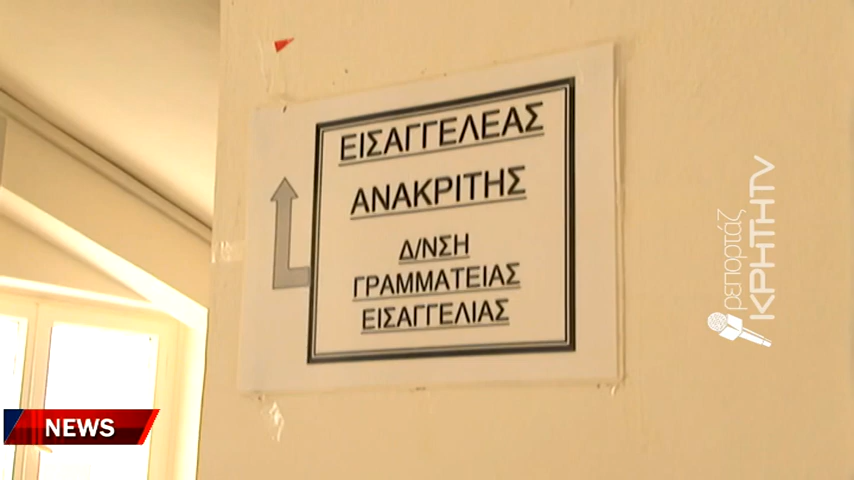 ΕΙΣΑΓΓΕΛΕΑΣ
ΑΝΑΚΡΙΤΗΣ
Δ/ΝΣΗ
ΓΡΑΜΜΑΤΕΙΑΣ
ΕΙΣΑΓΓΕΛΙΑΣ
ρεπορτάζ
ΚΡΗΤΗTV
NEWS